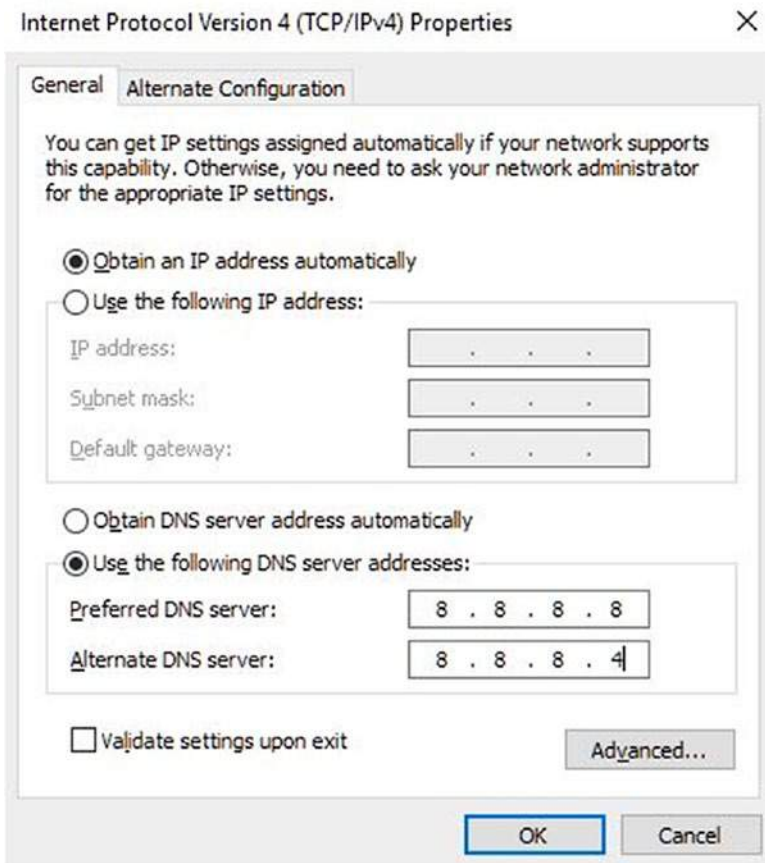 Internet Protocol Version 4 (TCP/IPv4) Properties
General
Alternate Configuration
You can get IP settings assigned automatically if your network supports
this capability. Otherwise, you need to ask your network administrator
for the appropriate IP settings.
Obtain an IP address automatically
Use the following IP address:
IP address: . . .
Subnet mask: . . .
Default gateway: . . .
Obtain DNS server address automatically
Use the following DNS server addresses:
Preferred DNS server: 8 . 8 . 8 . 8
Alternate DNS server: 8 . 8 . 8 . 4
Validate settings upon exit
Advanced...
OK
Cancel